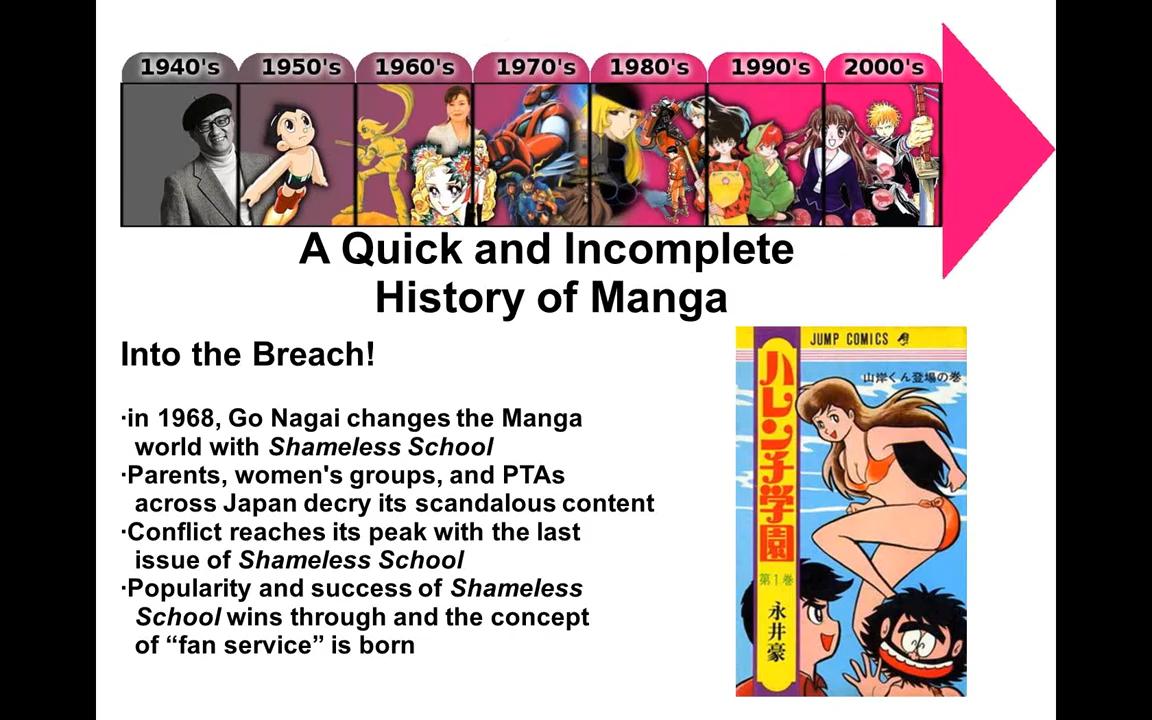 1940's 1950's 1960's 1970's 1980's 1990's 2000's
A Quick and Incomplete
History of Manga
Into the Breach!
·in 1968, Go Nagai changes the Manga
world with Shameless School
·Parents, women's groups, and PTAs
across Japan decry its scandalous content
·Conflict reaches its peak with the last
issue of Shameless School
·Popularity and success of Shameless
School wins through and the concept
of “fan service” is born
JUMP COMICS
山岸くん登場の巻
ハレンチ学園
第1巻
永井豪